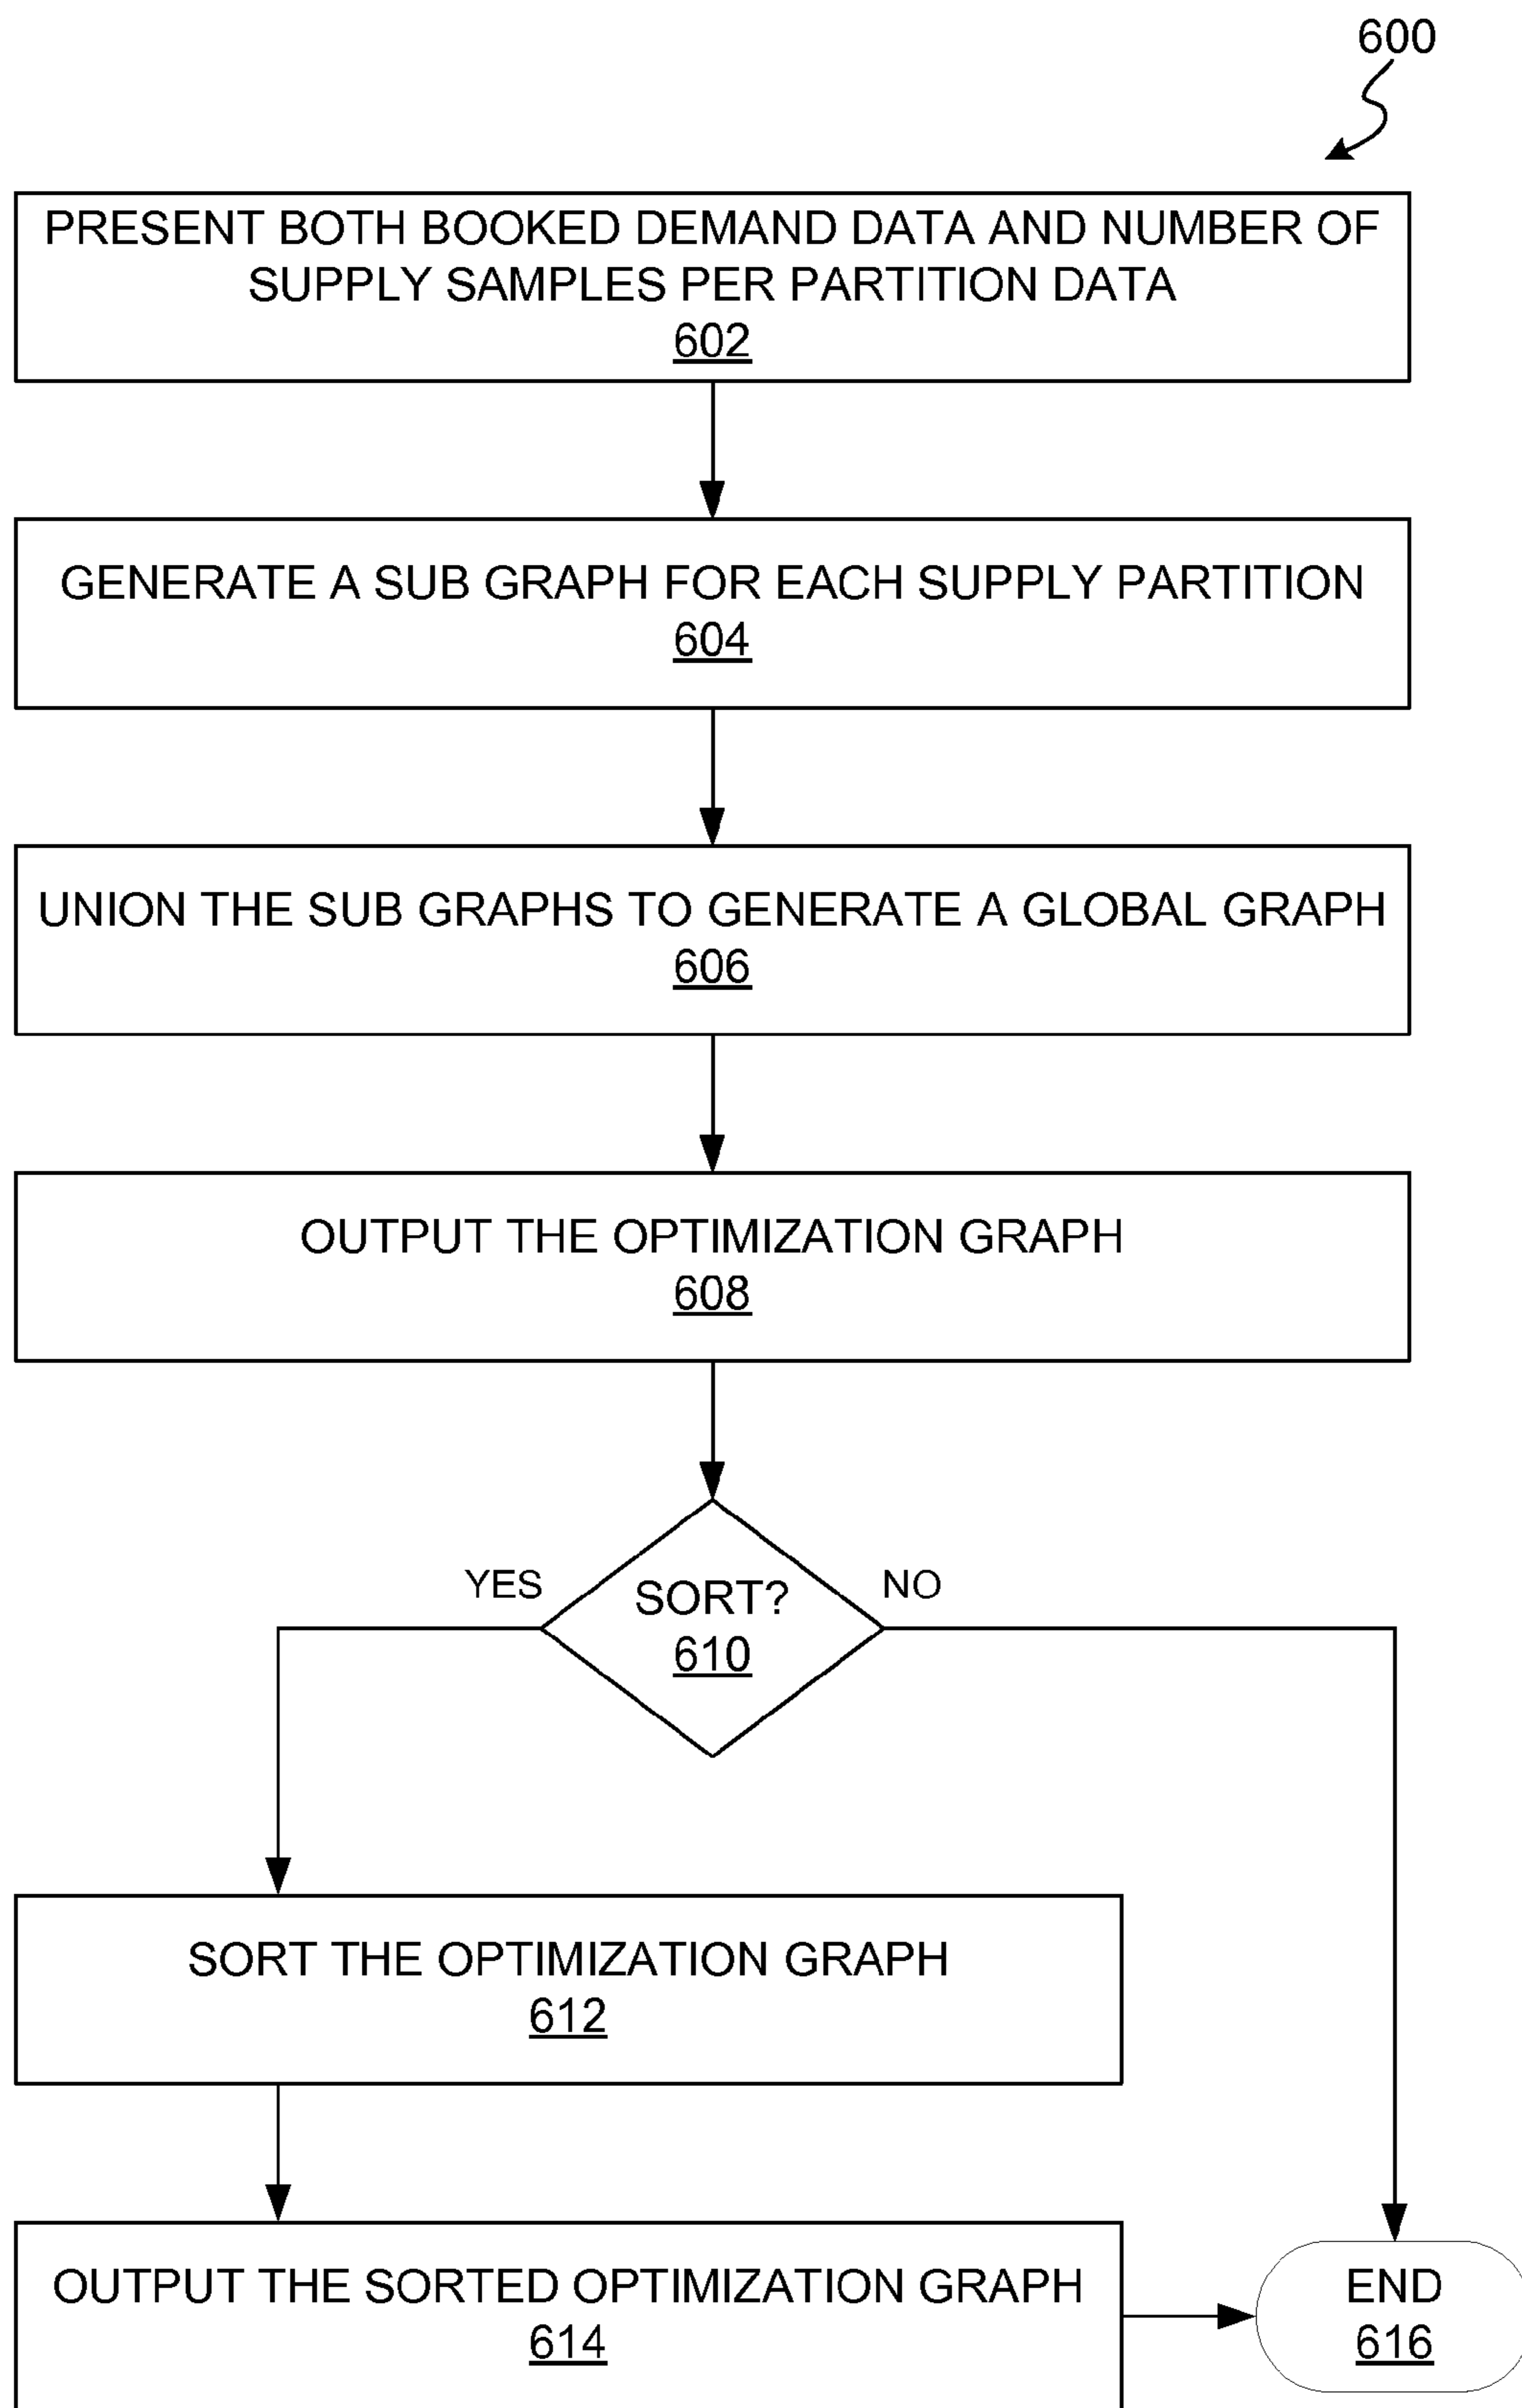 600
PRESENT BOTH BOOKED DEMAND DATA AND NUMBER OF
SUPPLY SAMPLES PER PARTITION DATA
602
GENERATE A SUB GRAPH FOR EACH SUPPLY PARTITION
604
UNION THE SUB GRAPHS TO GENERATE A GLOBAL GRAPH
606
OUTPUT THE OPTIMIZATION GRAPH
608
YES
SORT?
NO
610
SORT THE OPTIMIZATION GRAPH
612
OUTPUT THE SORTED OPTIMIZATION GRAPH
614
END
616